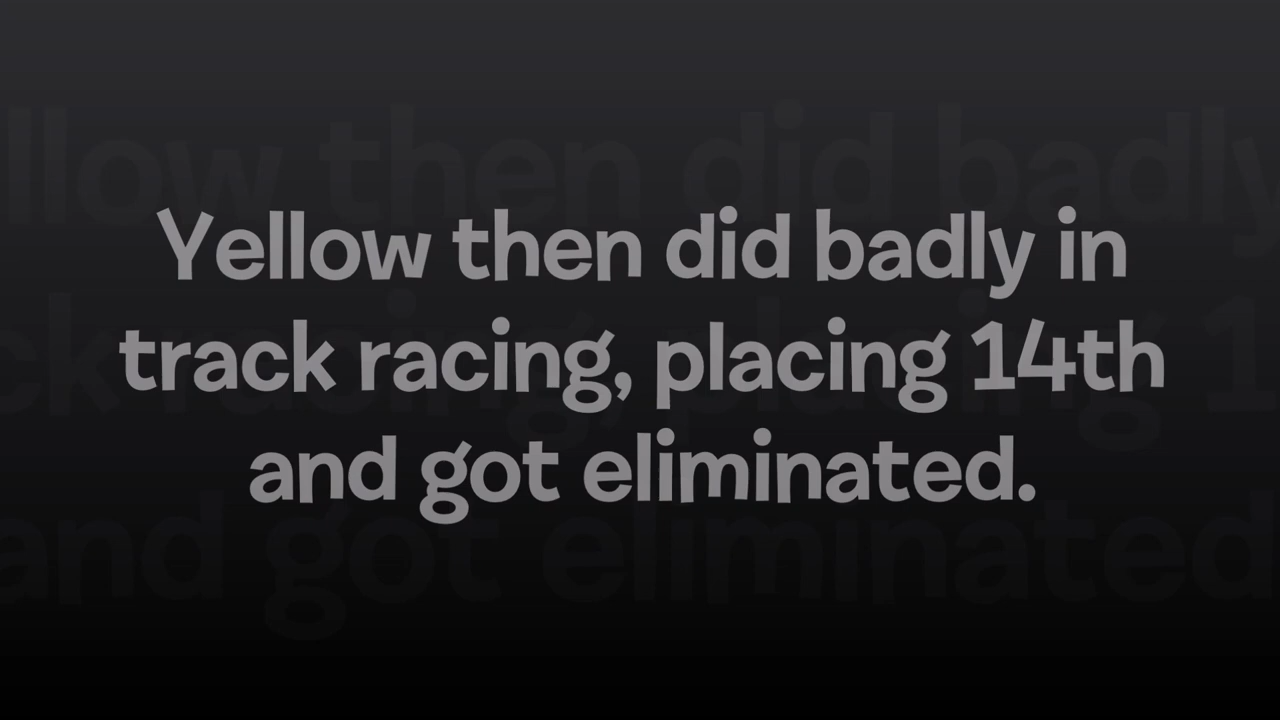 Yellow then did badly in
track racing, placing 14th
and got eliminated.